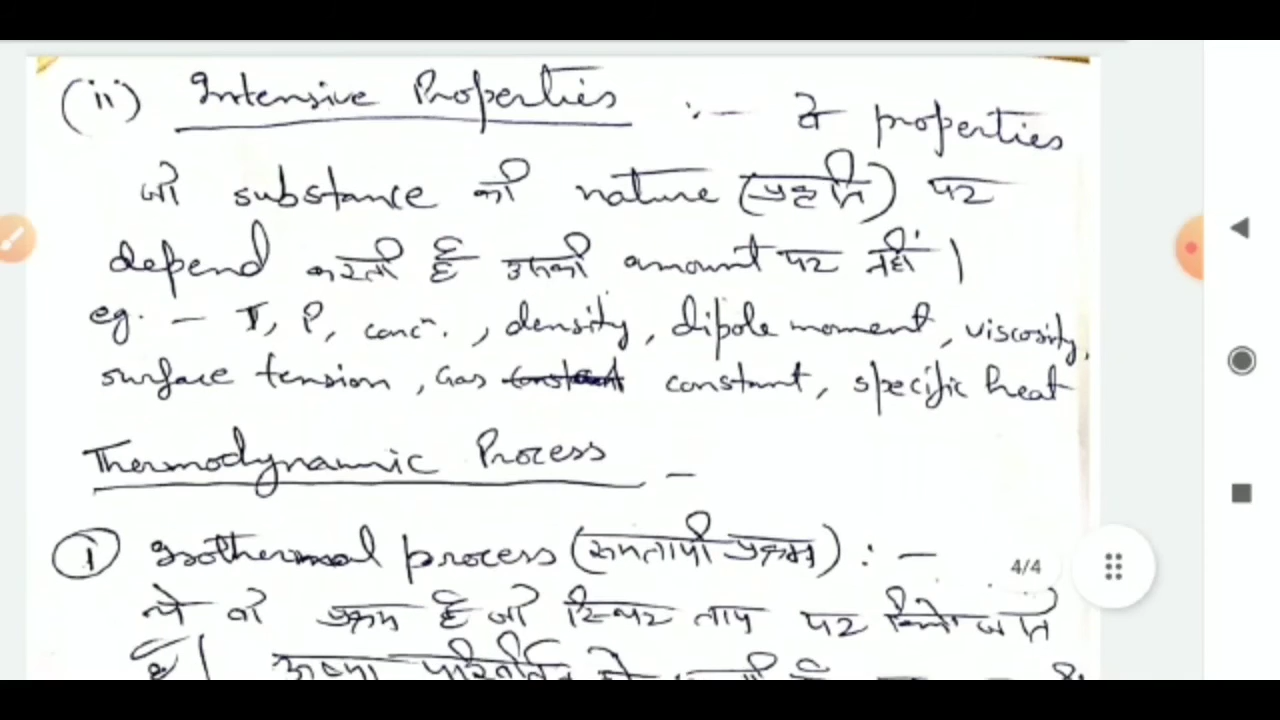 (ii) Intensive Properties :- वे properties
जो substance की nature (प्रकृति) पर
depend करती है उसकी amount पर नहीं।
eg. - T, P, concⁿ., density, dipole moment, viscosity,
surface tension, Gas constant constant, specific heat
Thermodynamic Process -
① Isothermal process (समतापी प्रक्रम) :-
ये वो प्रक्रम है जो स्थिर ताप पर किये जाते
है। अवस्था
4/4